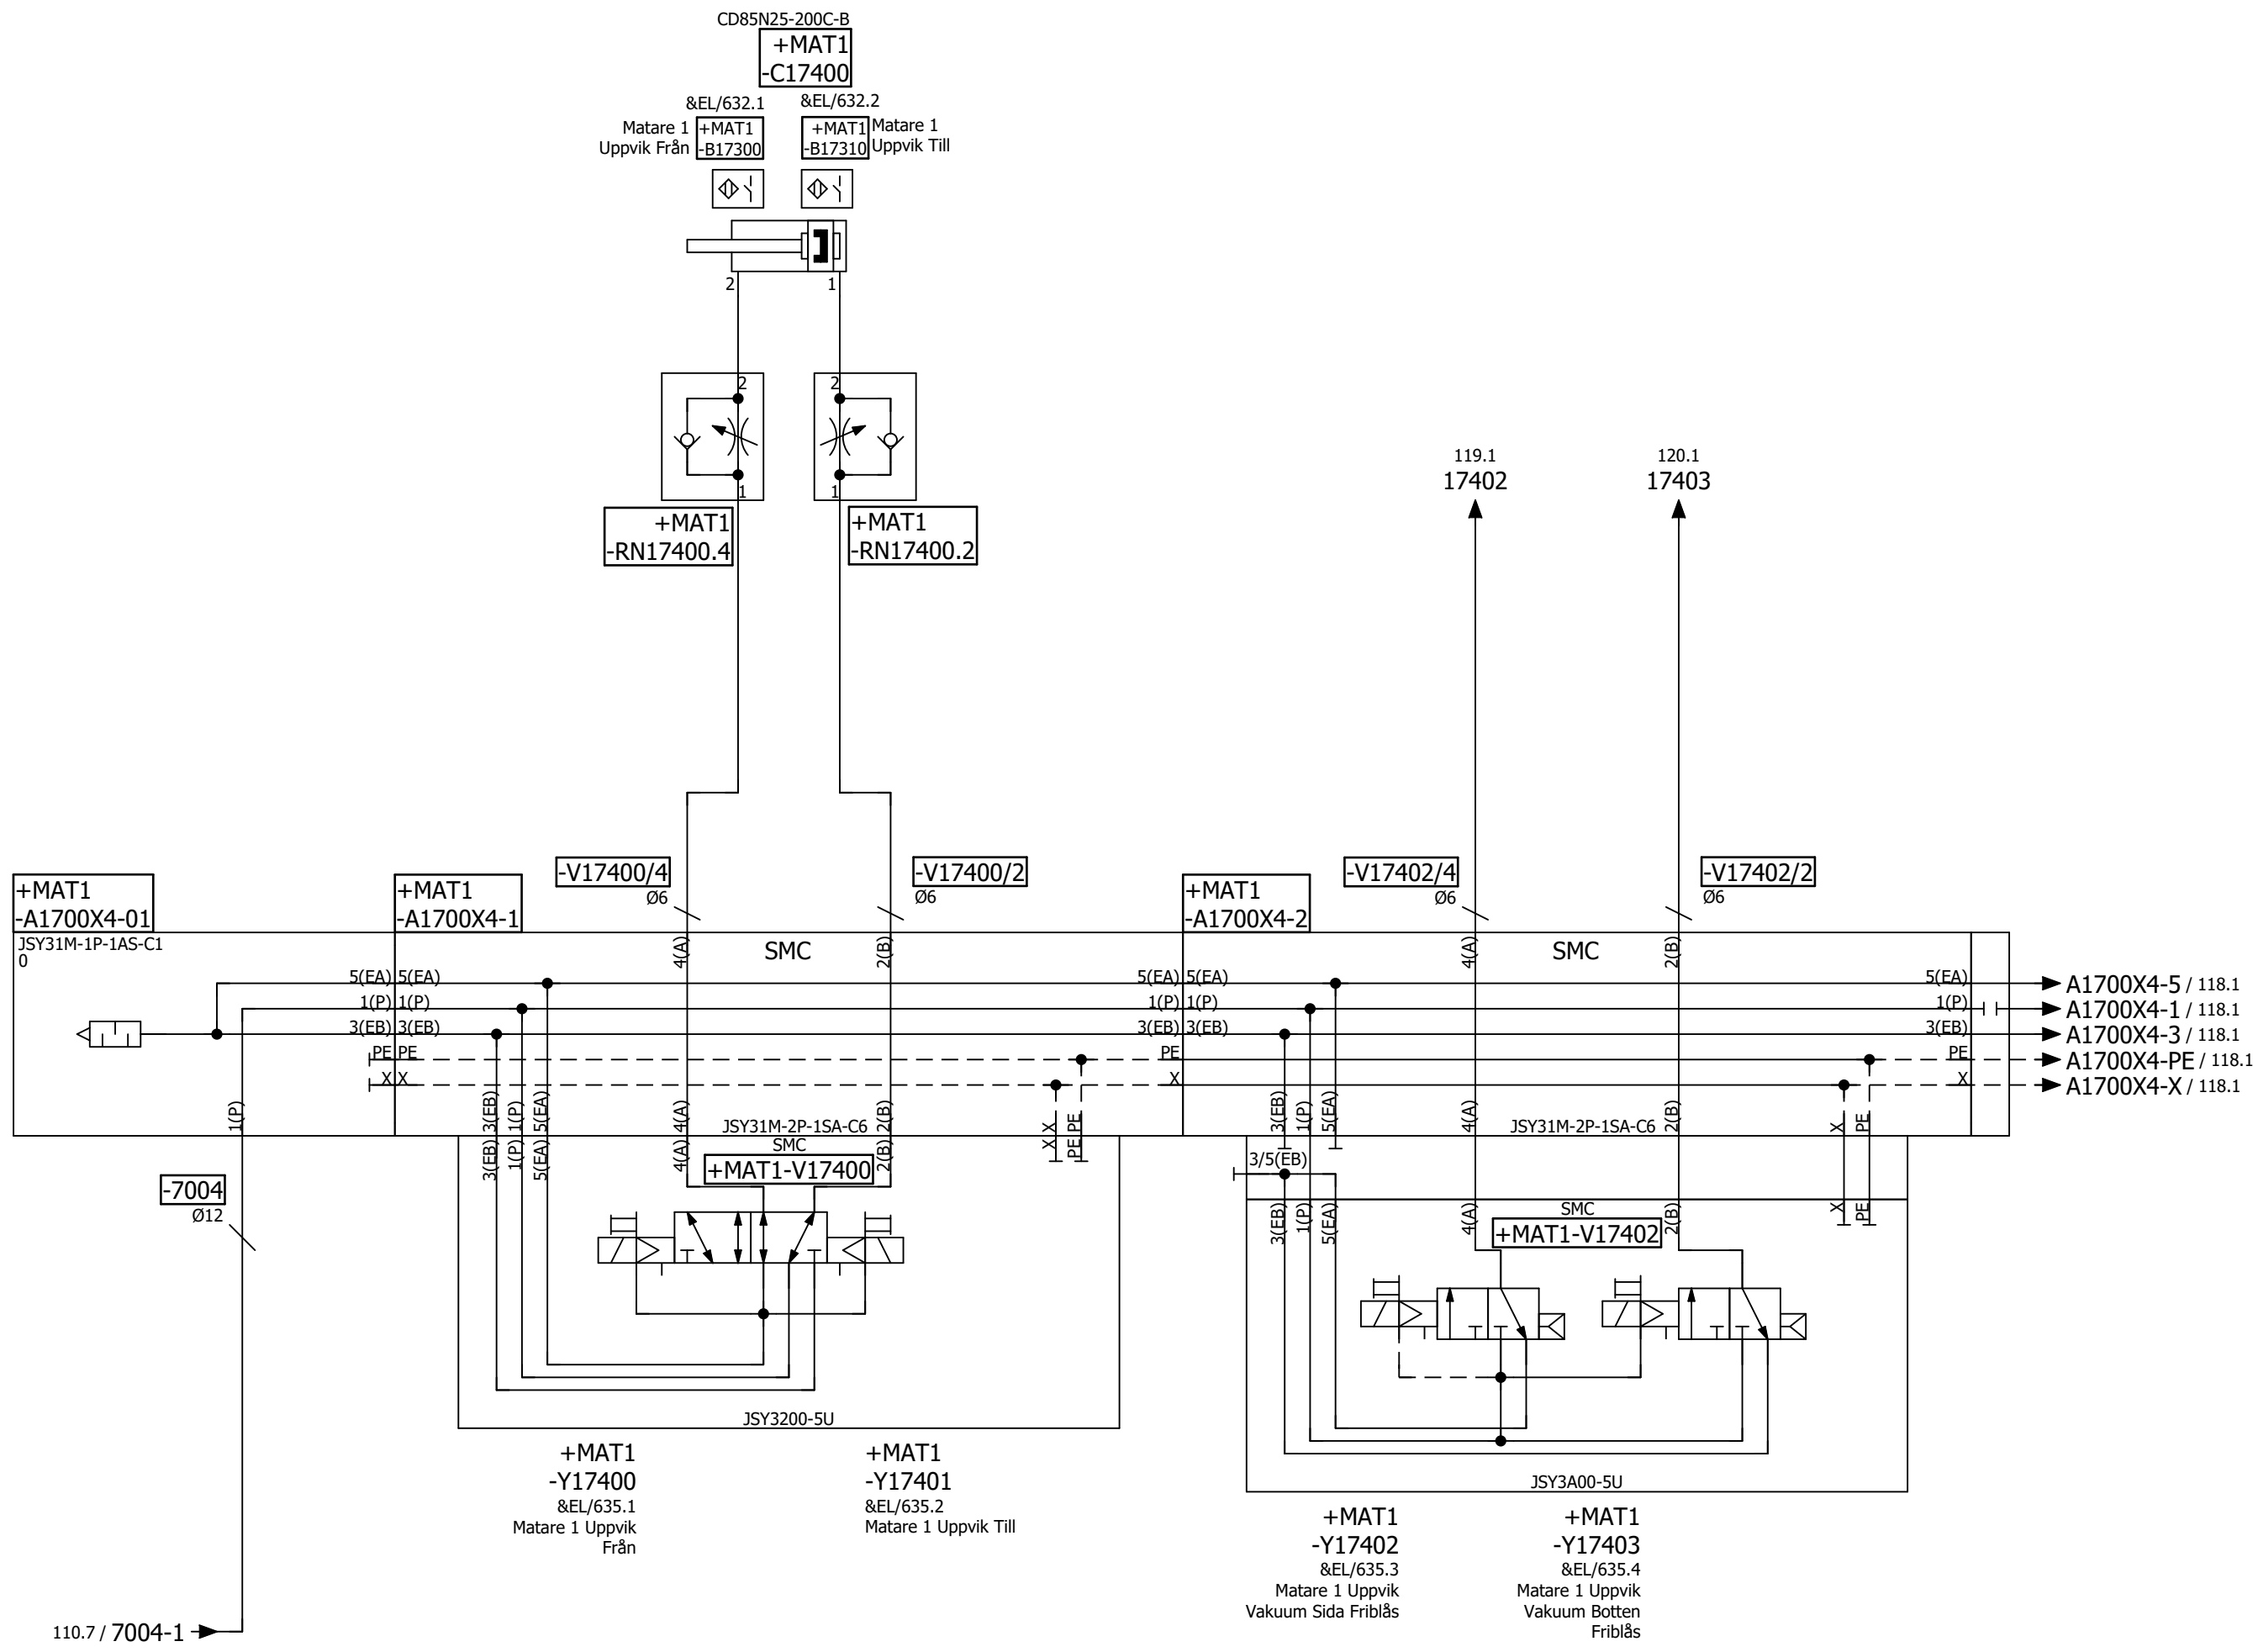 CD85N25-200C-B
+MAT1
-C17400
&EL/632.1
&EL/632.2
Matare 1
Uppvik Från
+MAT1
-B17300
+MAT1
-B17310
Matare 1
Uppvik Till
2
1
2
2
1
1
+MAT1
-RN17400.4
+MAT1
-RN17400.2
119.1
17402
120.1
17403
-V17400/4
Ø6
-V17400/2
Ø6
-V17402/4
Ø6
-V17402/2
Ø6
+MAT1
-A1700X4-01
+MAT1
-A1700X4-1
+MAT1
-A1700X4-2
JSY31M-1P-1AS-C1
0
4(A)
SMC
2(B)
4(A)
SMC
2(B)
5(EA) 5(EA)
5(EA) 5(EA)
5(EA)
A1700X4-5 / 118.1
1(P) 1(P)
1(P) 1(P)
1(P)
A1700X4-1 / 118.1
3(EB) 3(EB)
3(EB) 3(EB)
3(EB)
A1700X4-3 / 118.1
PE PE
PE
PE
A1700X4-PE / 118.1
X X
X
X
A1700X4-X / 118.1
1(P)
3(EB) 3(EB)
1(P) 1(P)
5(EA) 5(EA)
4(A) 4(A)
JSY31M-2P-1SA-C6
2(B) 2(B)
X X
PE PE
3(EB)
1(P)
5(EA)
4(A)
JSY31M-2P-1SA-C6
2(B)
X
PE
SMC
+MAT1-V17400
3/5(EB)
-7004
Ø12
3(EB)
1(P)
5(EA)
4(A)
SMC
+MAT1-V17402
2(B)
X
PE
JSY3200-5U
JSY3A00-5U
+MAT1
-Y17400
&EL/635.1
Matare 1 Uppvik
Från
+MAT1
-Y17401
&EL/635.2
Matare 1 Uppvik Till
+MAT1
-Y17402
&EL/635.3
Matare 1 Uppvik
Vakuum Sida Friblås
+MAT1
-Y17403
&EL/635.4
Matare 1 Uppvik
Vakuum Botten
Friblås
110.7 / 7004-1